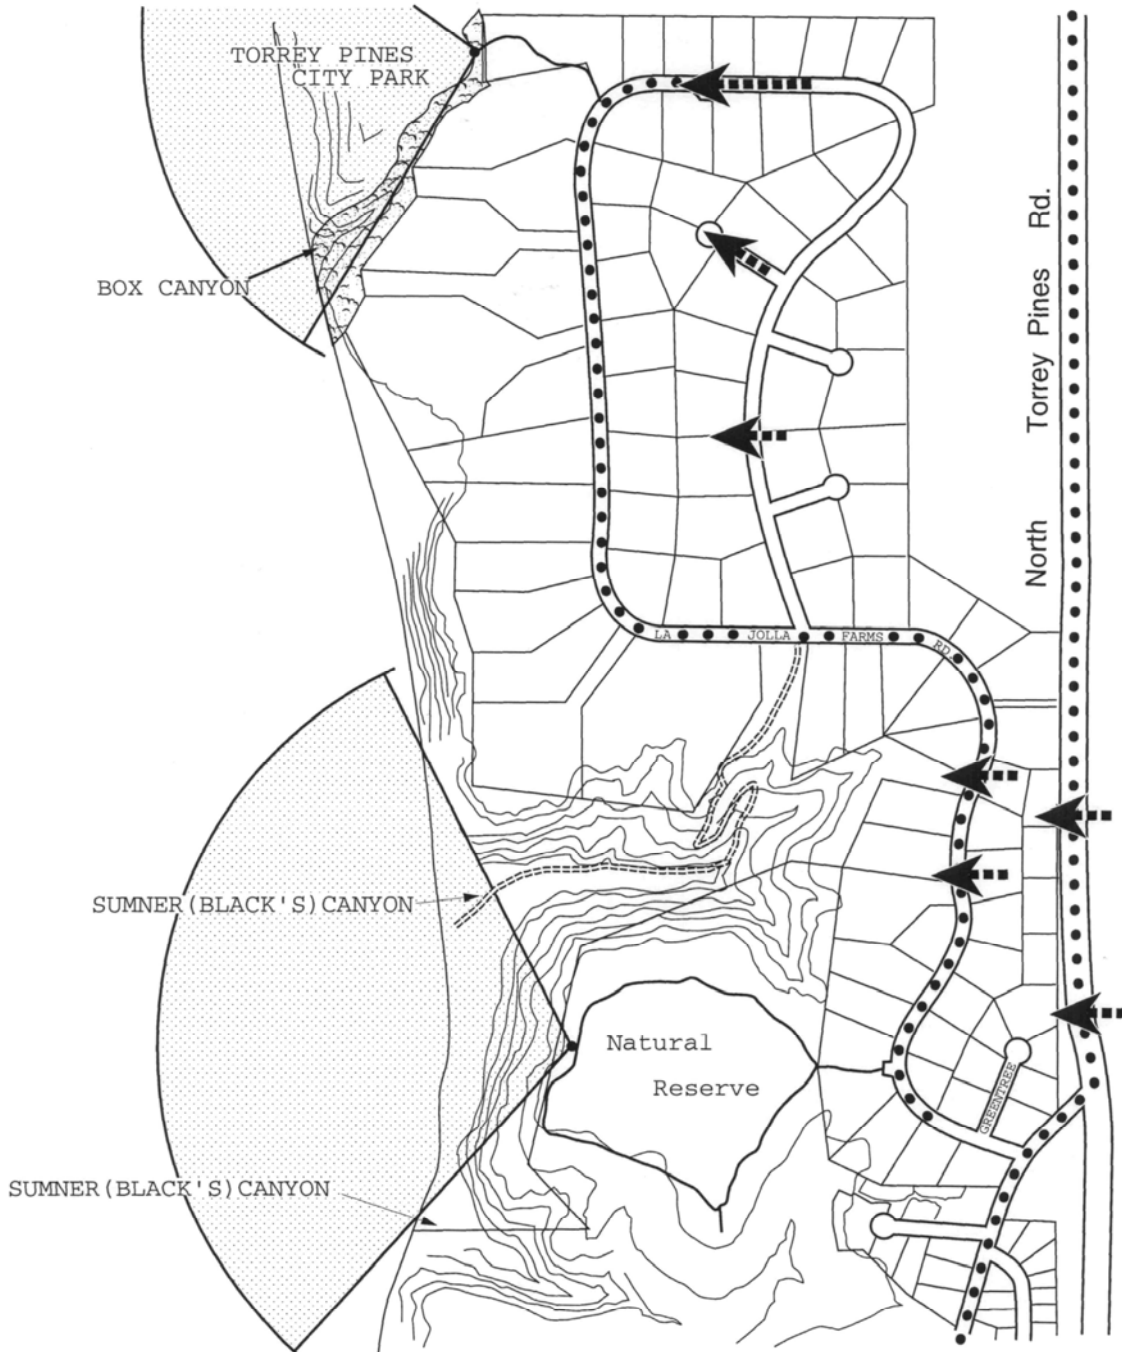 TORREY PINES
CITY PARK
BOX CANYON
North Torrey Pines Rd.
LA JOLLA FARMS RD.
SUMNER(BLACK'S)CANYON
Natural
Reserve
GREENTREE
SUMNER(BLACK'S)CANYON